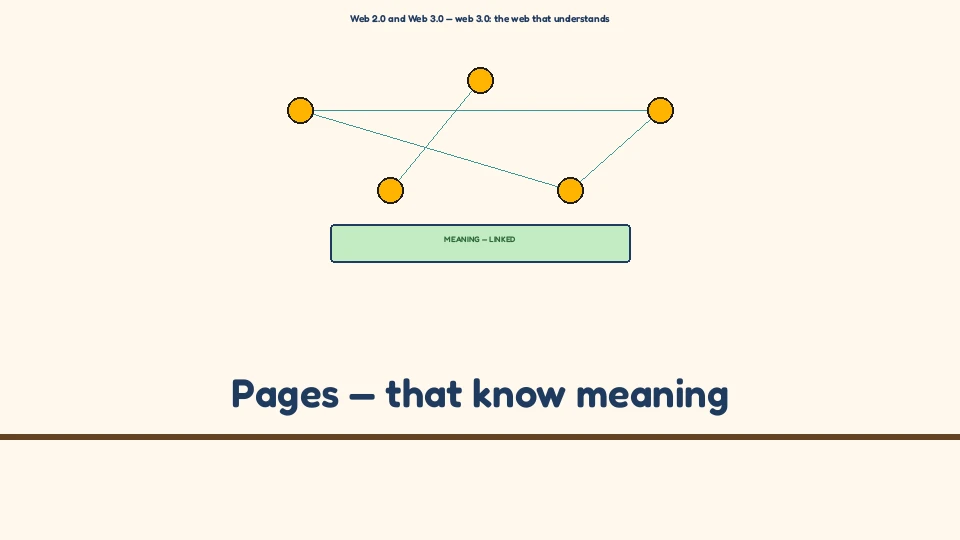 Web 2.0 and Web 3.0 — web 3.0: the web that understands
MEANING — LINKED
Pages — that know meaning